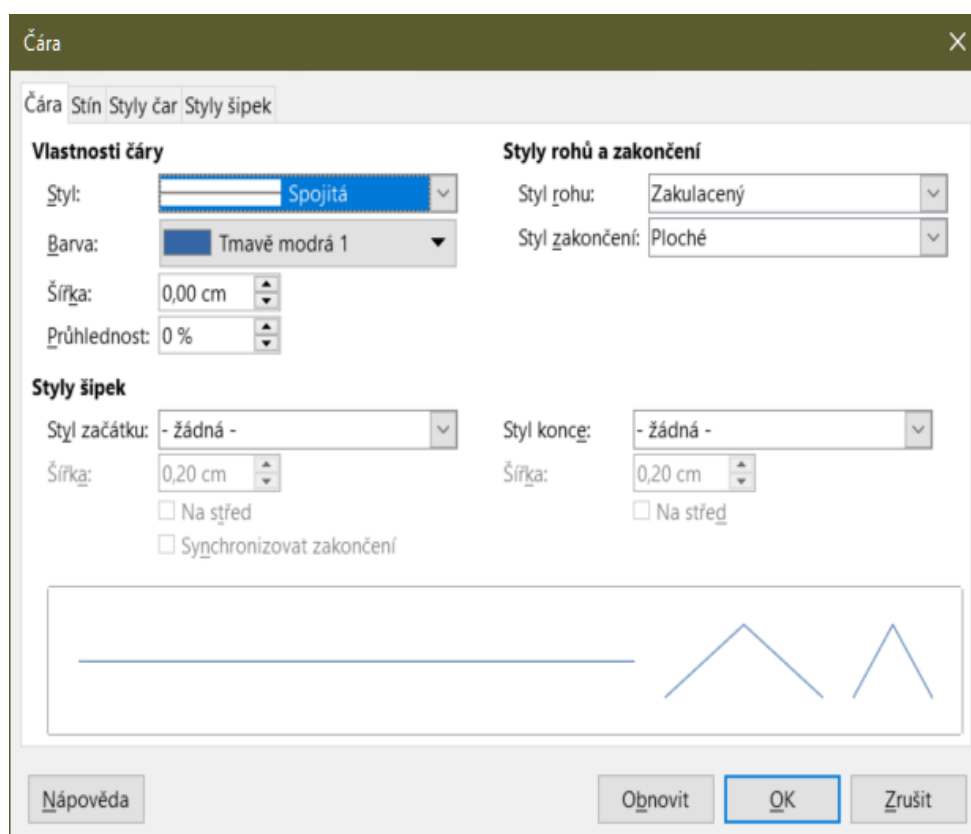 Čára
Čára Stín Styly čar Styly šipek
Vlastnosti čáry
Styl: Spojitá
Barva: Tmavě modrá 1
Šířka: 0,00 cm
Průhlednost: 0 %
Styly rohů a zakončení
Styl rohu: Zakulacený
Styl zakončení: Ploché
Styly šipek
Styl začátku: - žádná -
Šířka: 0,20 cm
Na střed
Synchronizovat zakončení
Styl konce: - žádná -
Šířka: 0,20 cm
Na střed
Nápověda Obnovit OK Zrušit